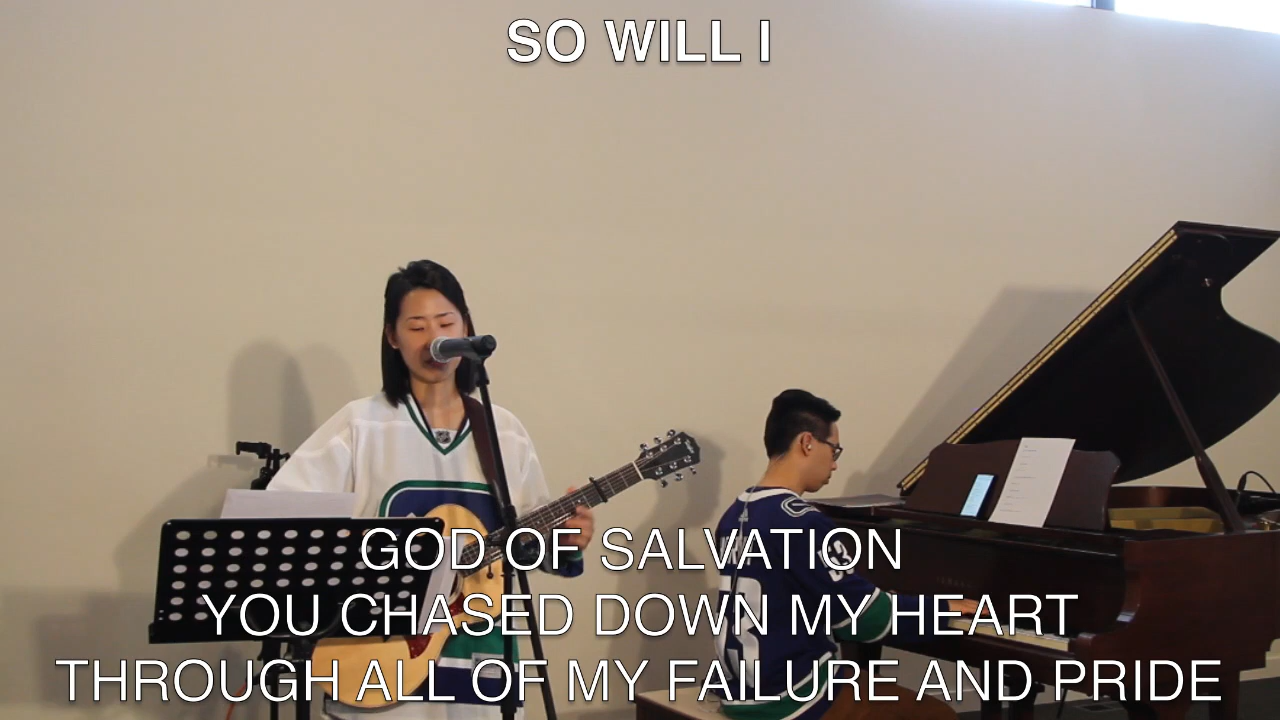 SO WILL I
GOD OF SALVATION
YOU CHASED DOWN MY HEART
THROUGH ALL OF MY FAILURE AND PRIDE